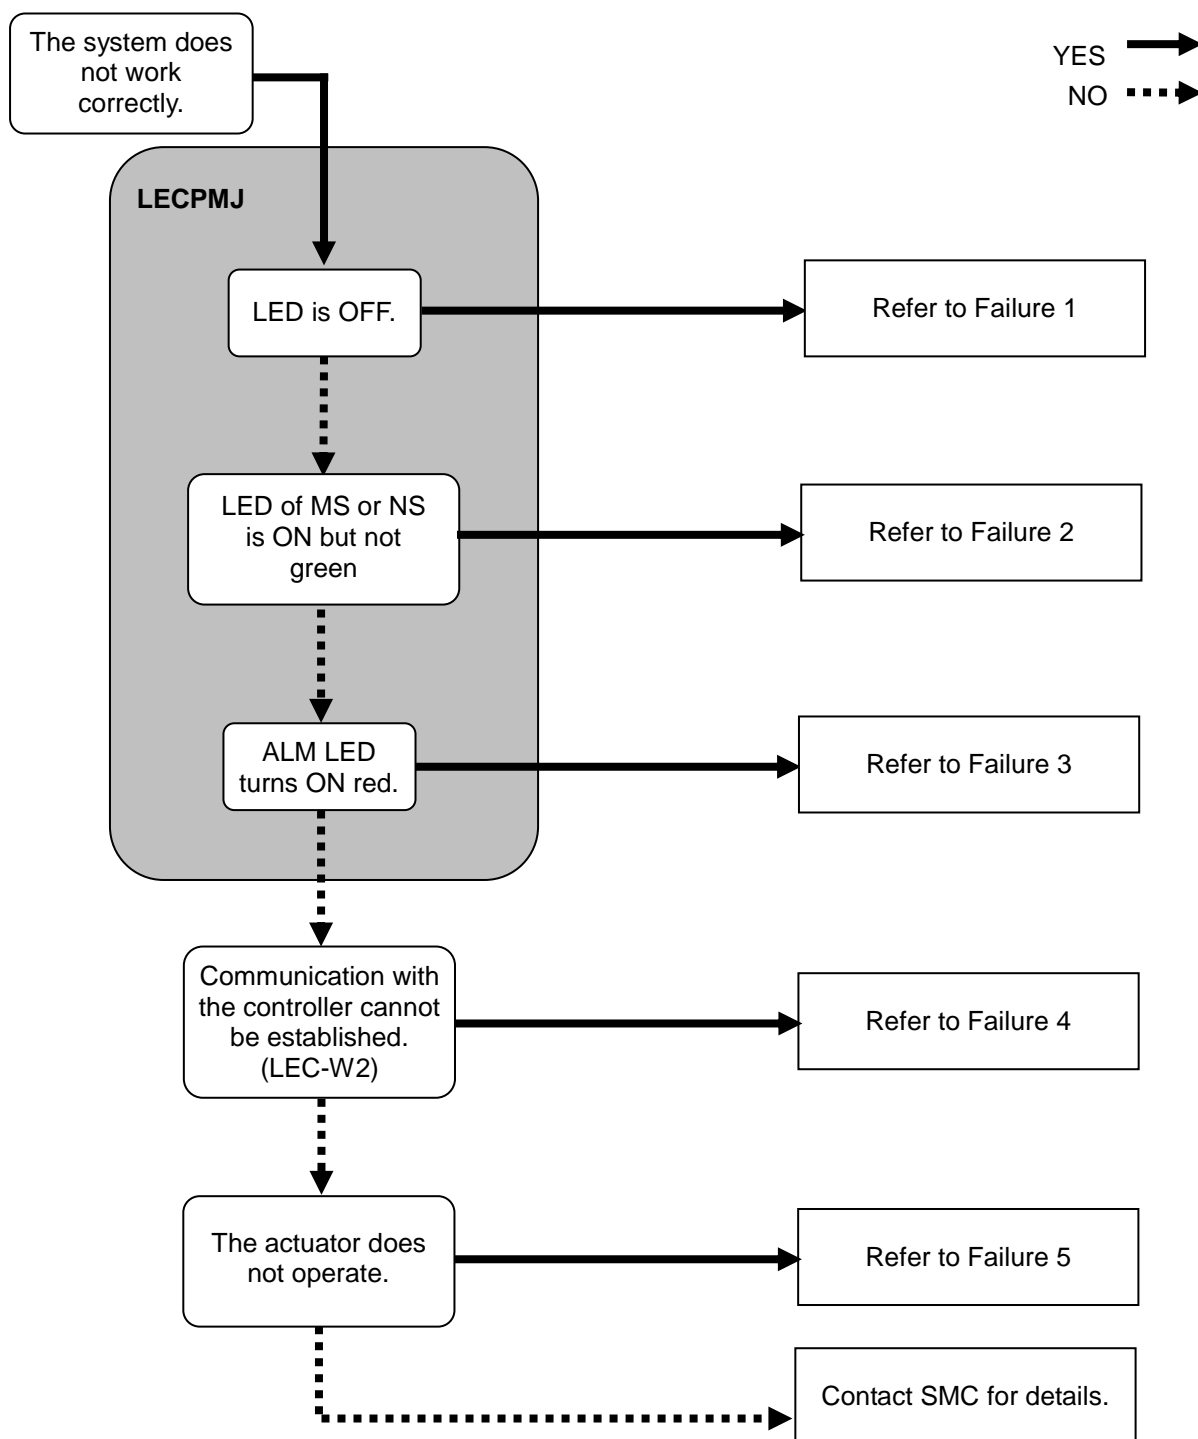 The system does
not work
correctly.
YES
NO
LECPMJ
LED is OFF.
Refer to Failure 1
LED of MS or NS
is ON but not
green
Refer to Failure 2
ALM LED
turns ON red.
Refer to Failure 3
Communication with
the controller cannot
be established.
(LEC-W2)
Refer to Failure 4
The actuator does
not operate.
Refer to Failure 5
Contact SMC for details.